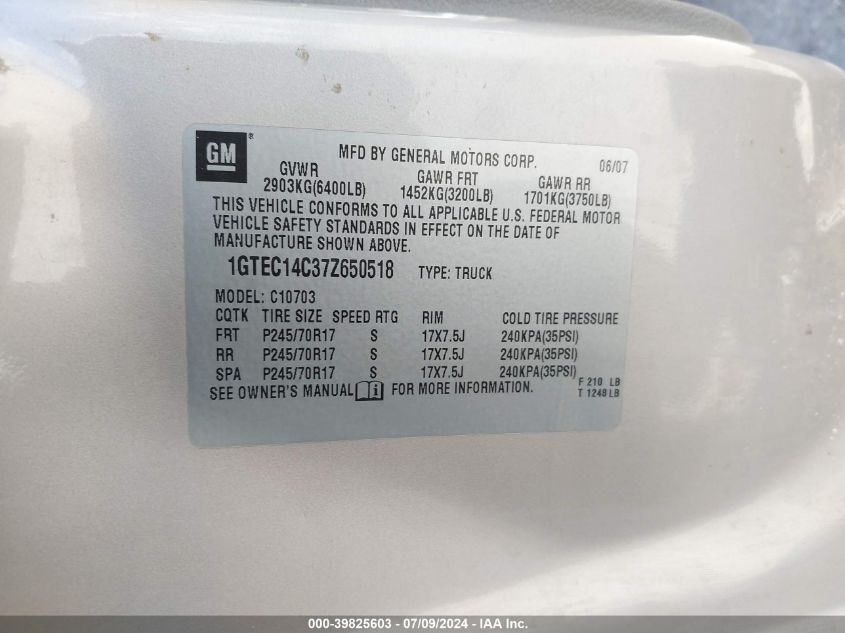 GM ®
MFD BY GENERAL MOTORS CORP. 06/07
GVWR GAWR FRT GAWR RR
2903KG(6400LB) 1452KG(3200LB) 1701KG(3750LB)
THIS VEHICLE CONFORMS TO ALL APPLICABLE U.S. FEDERAL MOTOR
VEHICLE SAFETY STANDARDS IN EFFECT ON THE DATE OF
MANUFACTURE SHOWN ABOVE.
1GTEC14C37Z650518 TYPE: TRUCK
MODEL: C10703
CQTK TIRE SIZE SPEED RTG RIM COLD TIRE PRESSURE
FRT P245/70R17 S 17X7.5J 240KPA(35PSI)
RR P245/70R17 S 17X7.5J 240KPA(35PSI)
SPA P245/70R17 S 17X7.5J 240KPA(35PSI)
SEE OWNER'S MANUAL FOR MORE INFORMATION.
F 210 LB
T 1248 LB
000-39825603 - 07/09/2024 - IAA Inc.